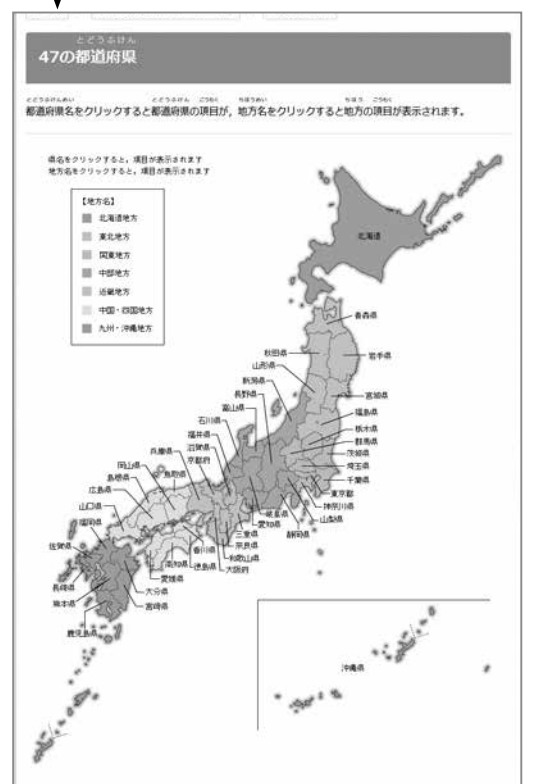 とどうふけん
47の都道府県
とどうふけんめい とどうふけん こうもく ちほうめい ちほう こうもく
都道府県名をクリックすると都道府県の項目が，地方名をクリックすると地方の項目が表示されます。
県名をクリックすると，項目が表示されます
地方名をクリックすると，項目が表示されます
【地方名】
北海道地方
東北地方
関東地方
中部地方
近畿地方
中国・四国地方
九州・沖縄地方
北海道
青森県
秋田県
岩手県
山形県
新潟県
宮城県
長野県
富山県
福島県
石川県
栃木県
福井県
群馬県
兵庫県
滋賀県
茨城県
京都府
岡山県
埼玉県
鳥取県
島根県
千葉県
広島県
東京都
山口県
神奈川県
岐阜県
山梨県
福岡県
愛知県
静岡県
三重県
佐賀県
奈良県
香川県
和歌山県
高知県
徳島県
大阪府
愛媛県
長崎県
大分県
熊本県
宮崎県
鹿児島県
沖縄県